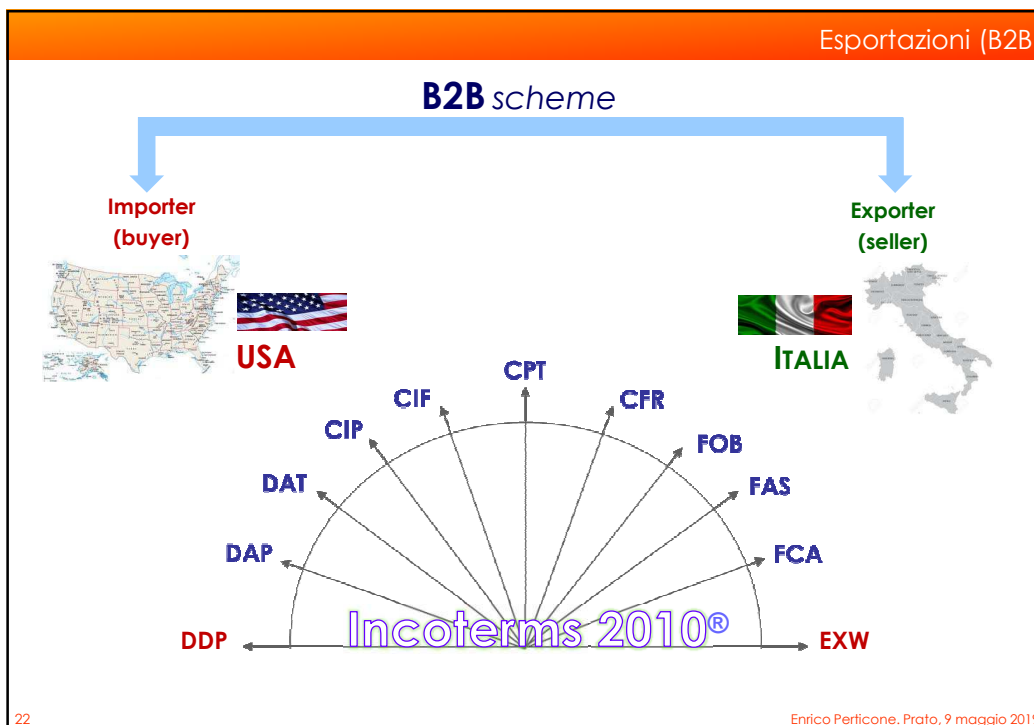 Esportazioni (B2B
B2B scheme
Importer
(buyer)
Exporter
(seller)
USA
ITALIA
CPT
CIF
CFR
CIP
FOB
DAT
FAS
DAP
FCA
Incoterms 2010®
DDP
EXW
22
Enrico Perticone. Prato, 9 maggio 2019